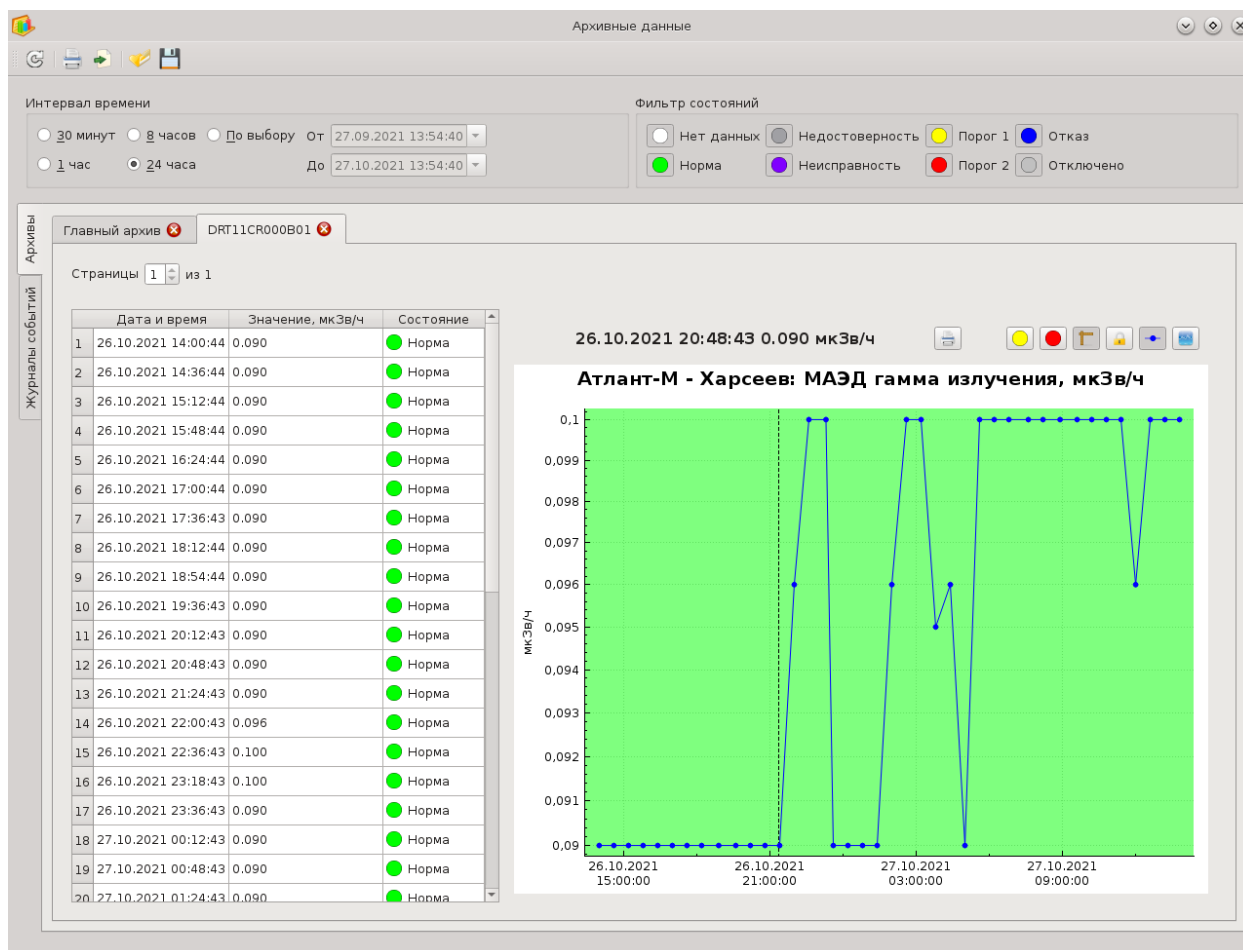 Архивные данные
Интервал времени
30 минут 8 часов По выбору От 27.09.2021 13:54:40
1 час 24 часа До 27.10.2021 13:54:40
Фильтр состояний
Нет данных Недостоверность Порог 1 Отказ
Норма Неисправность Порог 2 Отключено
Архивы
Журналы событий
Главный архив DRT11CR000B01
Страницы 1 из 1
Дата и время Значение, мкЗв/ч Состояние
1 26.10.2021 14:00:44 0.090 Норма
2 26.10.2021 14:36:44 0.090 Норма
3 26.10.2021 15:12:44 0.090 Норма
4 26.10.2021 15:48:44 0.090 Норма
5 26.10.2021 16:24:44 0.090 Норма
6 26.10.2021 17:00:44 0.090 Норма
7 26.10.2021 17:36:43 0.090 Норма
8 26.10.2021 18:12:44 0.090 Норма
9 26.10.2021 18:54:44 0.090 Норма
10 26.10.2021 19:36:43 0.090 Норма
11 26.10.2021 20:12:43 0.090 Норма
12 26.10.2021 20:48:43 0.090 Норма
13 26.10.2021 21:24:43 0.090 Норма
14 26.10.2021 22:00:43 0.096 Норма
15 26.10.2021 22:36:43 0.100 Норма
16 26.10.2021 23:18:43 0.100 Норма
17 26.10.2021 23:36:43 0.090 Норма
18 27.10.2021 00:12:43 0.090 Норма
19 27.10.2021 00:48:43 0.090 Норма
20 27.10.2021 01:24:43 0.090 Норма
26.10.2021 20:48:43 0.090 мкЗв/ч
Атлант-М - Харсеев: МАЭД гамма излучения, мкЗв/ч
мкЗв/ч
0,1
0,099
0,098
0,097
0,096
0,095
0,094
0,093
0,092
0,091
0,09
26.10.2021 26.10.2021 27.10.2021 27.10.2021
15:00:00 21:00:00 03:00:00 09:00:00